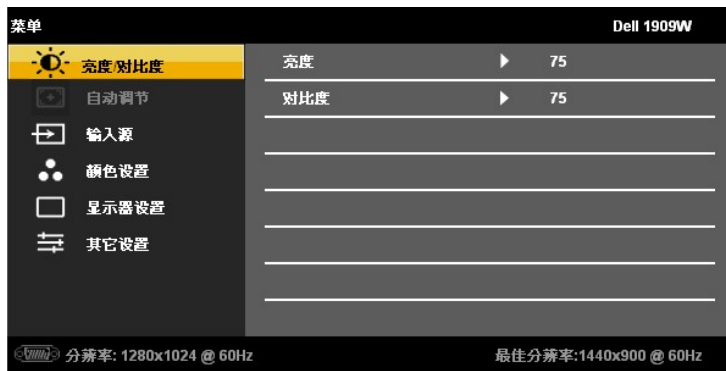 菜单 Dell 1909W
亮度/对比度 亮度 75
自动调节 对比度 75
输入源
颜色设置
显示器设置
其它设置
分辨率: 1280x1024 @ 60Hz 最佳分辨率:1440x900 @ 60Hz